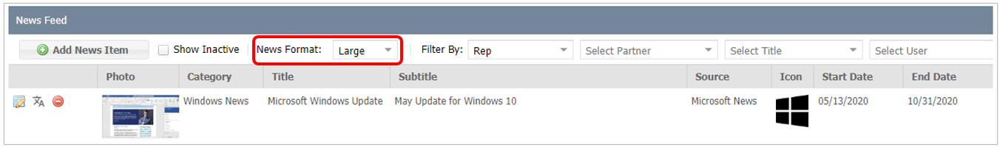 News Feed
Add News Item Show Inactive News Format: Large Filter By: Rep Select Partner Select Title Select User
Photo Category Title Subtitle Source Icon Start Date End Date
Windows News Microsoft Windows Update May Update for Windows 10 Microsoft News 05/13/2020 10/31/2020